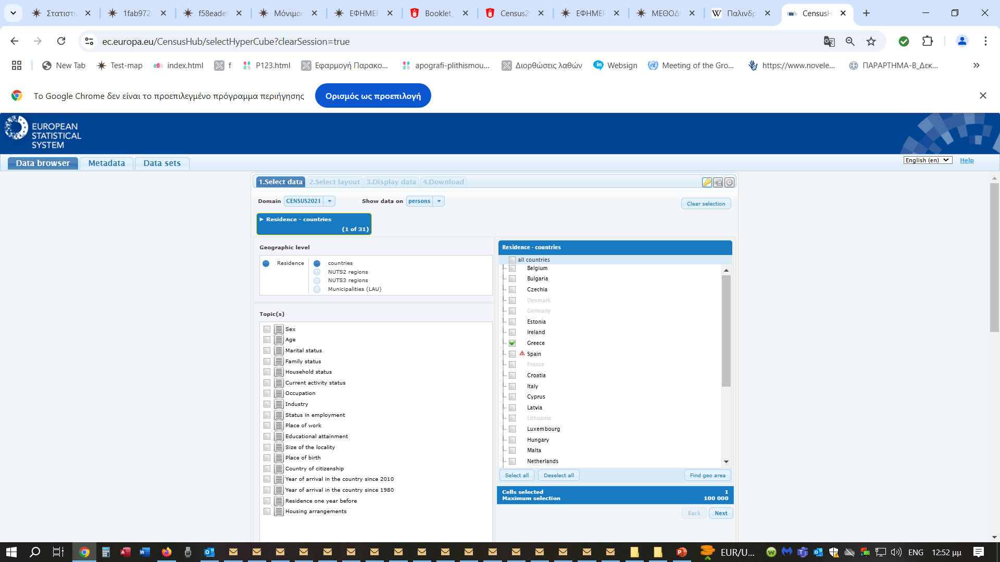 Στατιστι
1fab972
f58eadef
Μόνιμος
ΕΦΗΜΕΡ
Booklet_
Census2
ΕΦΗΜΕΡ
ΜΕΘΟΔΟ
Παλινδρ
CensusH
ec.europa.eu/CensusHub/selectHyperCube?clearSession=true
New Tab
Test-map
index.html
f
P123.html
Εφαρμογή Παρακο...
apografi-plithismou...
Διορθώσεις λαθών
Websign
Meeting of the Gro...
https://www.novele...
ΠΑΡΑΡΤΗΜΑ-Β_Δεκ...
Το Google Chrome δεν είναι το προεπιλεγμένο πρόγραμμα περιήγησης
Ορισμός ως προεπιλογή
EUROPEAN
STATISTICAL
SYSTEM
Data browser
Metadata
Data sets
English (en)
Help
1.Select data
2.Select layout
3.Display data
4.Download
Domain CENSUS2021
Show data on persons
Clear selection
Residence - countries
(1 of 31)
Geographic level
Residence
countries
NUTS2 regions
NUTS3 regions
Municipalities (LAU)
Topic(s)
Sex
Age
Marital status
Family status
Household status
Current activity status
Occupation
Industry
Status in employment
Place of work
Educational attainment
Size of the locality
Place of birth
Country of citizenship
Year of arrival in the country since 2010
Year of arrival in the country since 1980
Residence one year before
Housing arrangements
Residence - countries
all countries
Belgium
Bulgaria
Czechia
Denmark
Germany
Estonia
Ireland
Greece
Spain
France
Croatia
Italy
Cyprus
Latvia
Lithuania
Luxembourg
Hungary
Malta
Netherlands
Select all
Deselect all
Find geo area
Cells selected 1
Maximum selection 100 000
Back
Next
EUR/U...
ENG
12:52 μμ